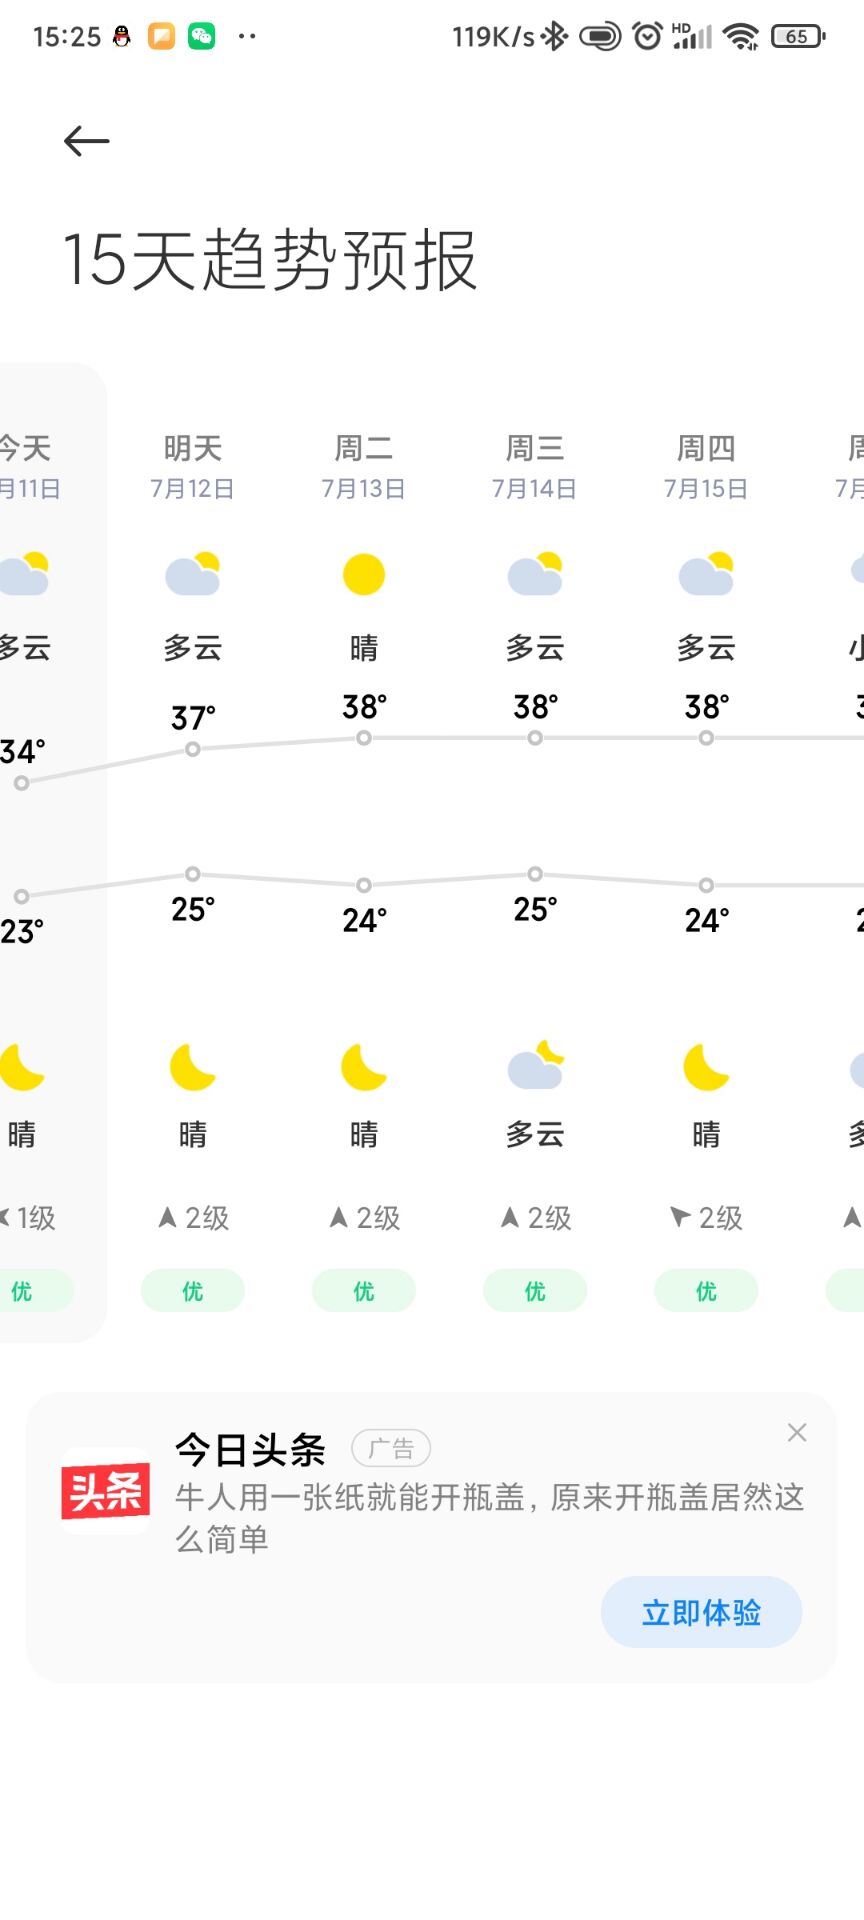 15:25 119K/s HD 65
15天趋势预报
今天 明天 周二 周三 周四
月11日 7月12日 7月13日 7月14日 7月15日 7月
多云 多云 晴 多云 多云 小
34° 37° 38° 38° 38° 3
23° 25° 24° 25° 24° 2
晴 晴 晴 多云 晴 多
1级 2级 2级 2级 2级
优 优 优 优 优
今日头条 广告
头条
牛人用一张纸就能开瓶盖，原来开瓶盖居然这
么简单
立即体验